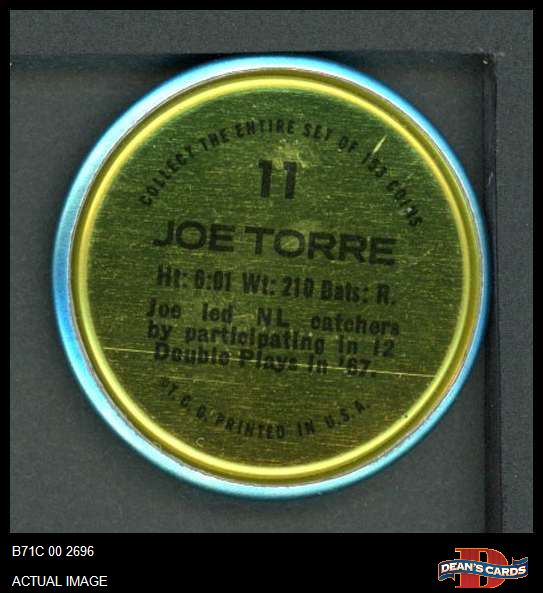 COLLECT THE ENTIRE SET OF 153 COINS
11
JOE TORRE
Ht: 6:01 Wt: 210 Bats: R.
Joe led NL catchers
by participating in 12
Double Plays in '67.
©T.C.G. PRINTED IN U.S.A.
B71C 00 2696
ACTUAL IMAGE
D
DEAN'S CARDS